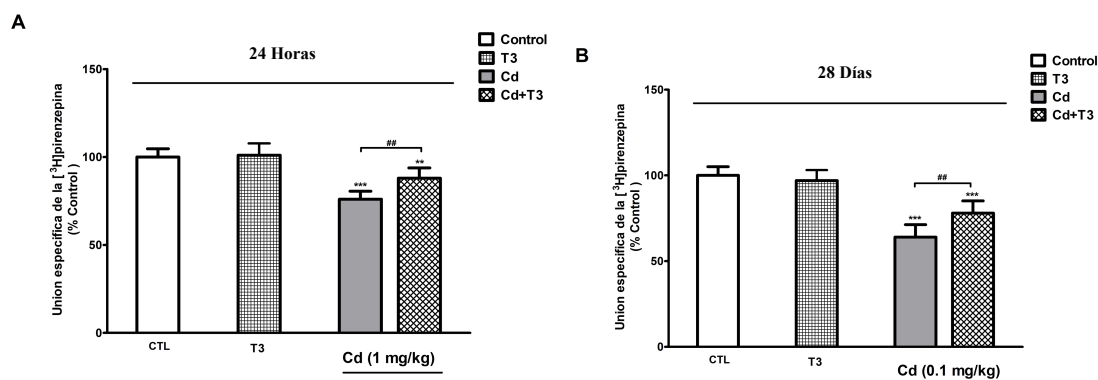 A
24 Horas
Control
T3
Cd
Cd+T3
Union específica de la [³H]pirenzepina
(% Control )
150
100
50
0
***
##
**
CTL
T3
Cd (1 mg/kg)
B
28 Días
Control
T3
Cd
Cd+T3
Union específica de la [³H]pirenzepina
(% Control )
150
100
50
0
***
##
***
CTL
T3
Cd (0.1 mg/kg)